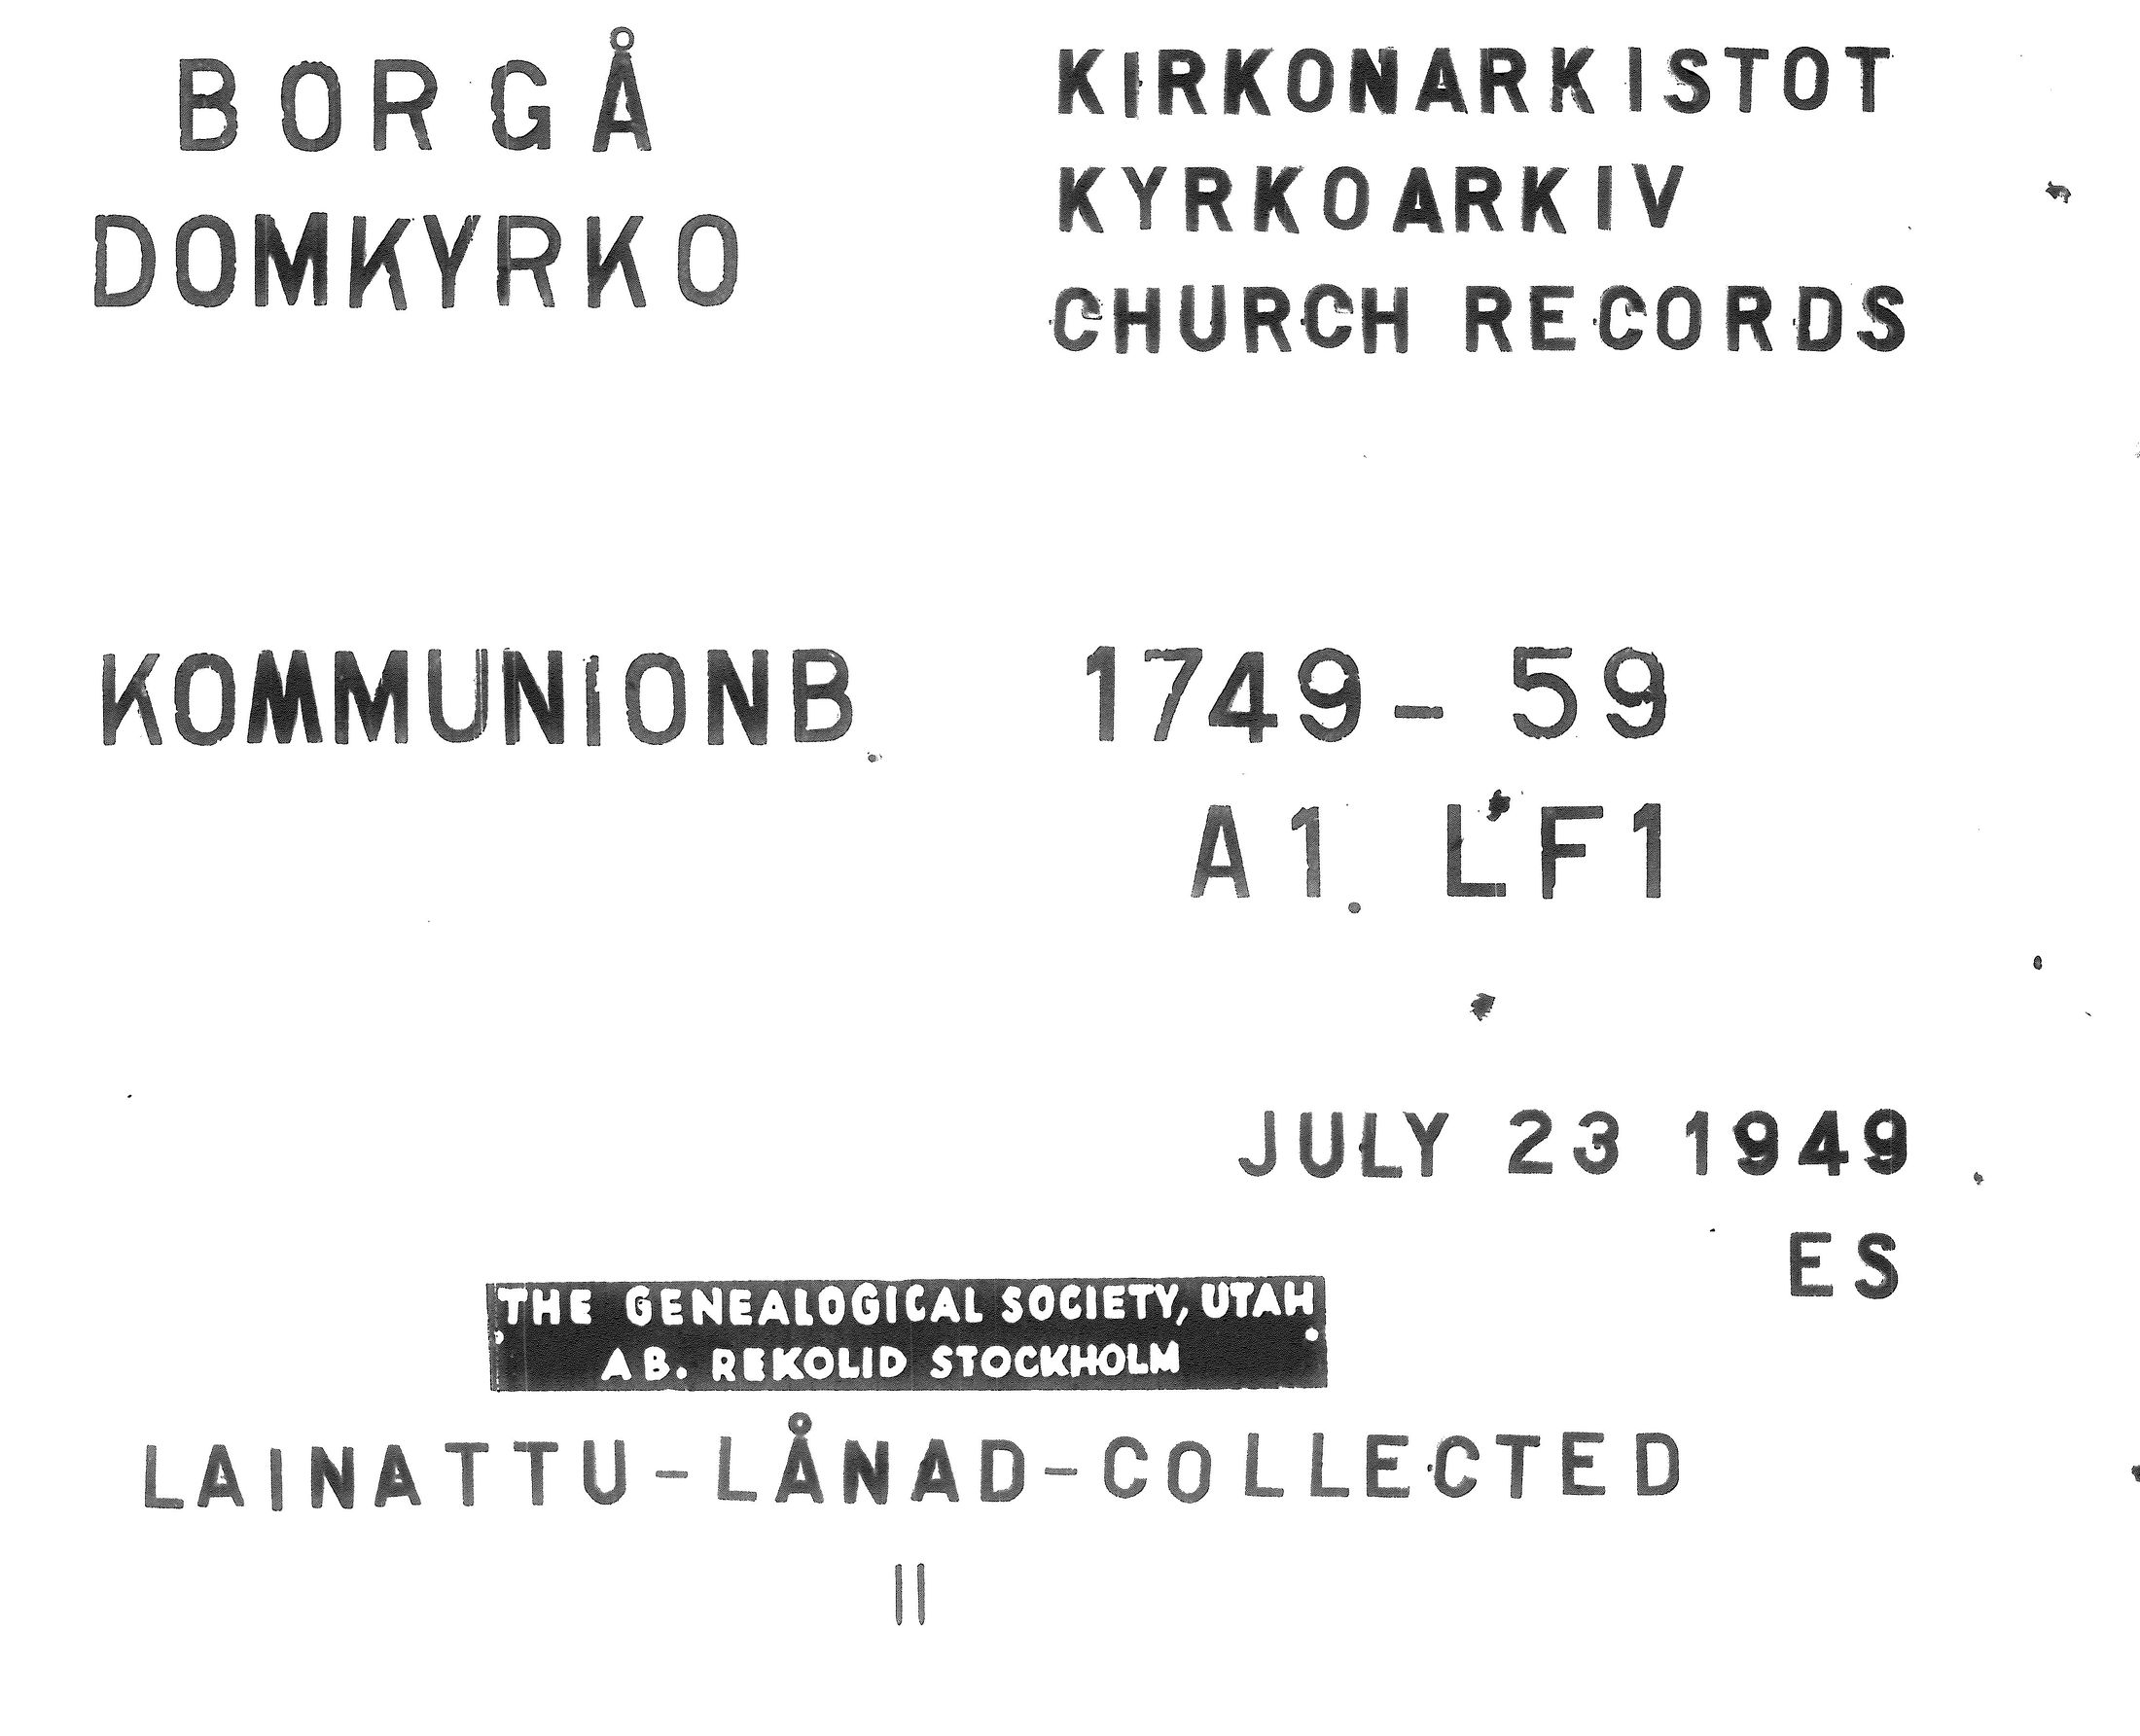 BORGÅ
DOMKYRKO
KIRKONARKISTOT
KYRKOARKIV
CHURCH RECORDS
KOMMUNIONB. 1749-59
A1. LF1
JULY 23 1949
ES
THE GENEALOGICAL SOCIETY, UTAH
AB. REKOLID STOCKHOLM
LAINATTU-LÅNAD-COLLECTED
||